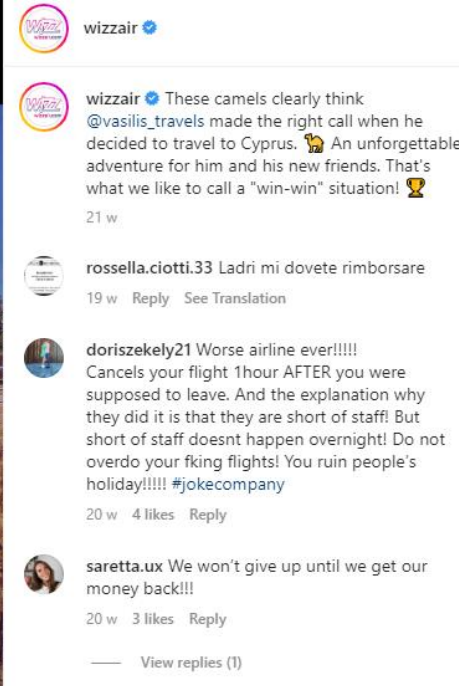 wizzair
wizzair These camels clearly think
@vasilis_travels made the right call when he
decided to travel to Cyprus. 🐪 An unforgettable
adventure for him and his new friends. That's
what we like to call a "win-win" situation! 🏆
21 w
rossella.ciotti.33 Ladri mi dovete rimborsare
19 w Reply See Translation
doriszekely21 Worse airline ever!!!!!
Cancels your flight 1hour AFTER you were
supposed to leave. And the explanation why
they did it is that they are short of staff! But
short of staff doesnt happen overnight! Do not
overdo your fking flights! You ruin people's
holiday!!!!! #jokecompany
20 w 4 likes Reply
saretta.ux We won't give up until we get our
money back!!!
20 w 3 likes Reply
View replies (1)